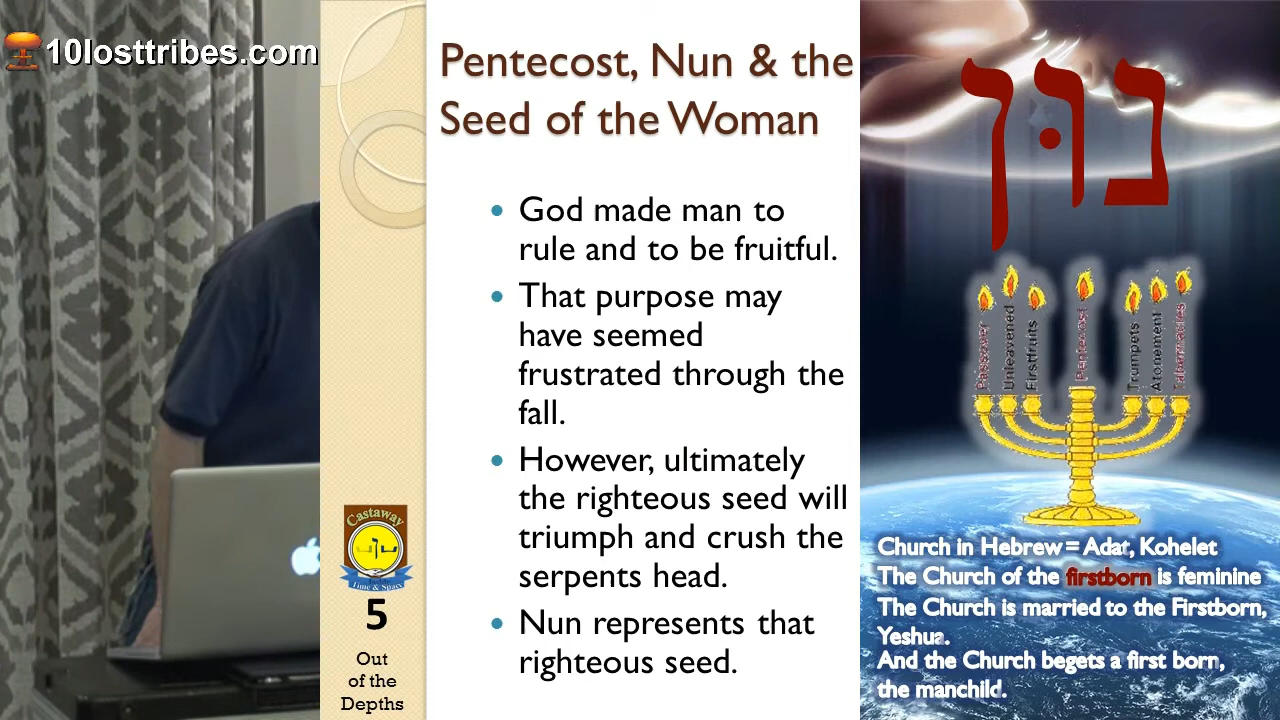 10losttribes.com
Pentecost, Nun & the
Seed of the Woman
God made man to
rule and to be fruitful.
That purpose may
have seemed
frustrated through the
fall.
However, ultimately
the righteous seed will
triumph and crush the
serpents head.
Nun represents that
righteous seed.
Castaway
Time & Space
5
Out
of the
Depths
נוּן
Passover
Unleavened
Firstfruits
Pentecost
Trumpets
Atonement
Tabernacles
Church in Hebrew = Adat, Kohelet
The Church of the firstborn is feminine
The Church is married to the Firstborn,
Yeshua.
And the Church begets a first born,
the manchild.